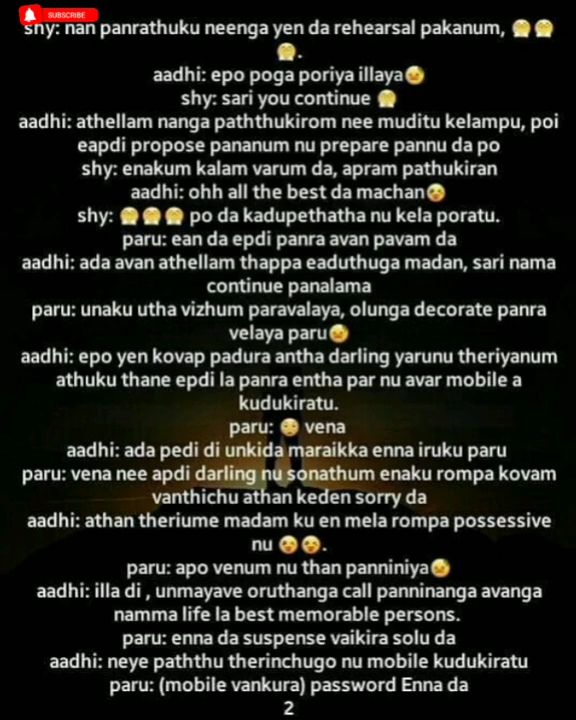 SUBSCRIBE
shy: nan panrathuku neenga yen da rehearsal pakanum, 😤😤
😤.
aadhi: epo poga poriya illaya😜
shy: sari you continue 😤
aadhi: athellam nanga paththukirom nee muditu kelampu, poi
eapdi propose pananum nu prepare pannu da po
shy: enakum kalam varum da, apram pathukiran
aadhi: ohh all the best da machan😵
shy: 😤😤😤 po da kadupethatha nu kela poratu.
paru: ean da epdi panra avan pavam da
aadhi: ada avan athellam thappa eaduthuga madan, sari nama
continue panalama
paru: unaku utha vizhum paravalaya, olunga decorate panra
velaya paru😜
aadhi: epo yen kovap padura antha darling yarunu theriyanum
athuku thane epdi la panra entha par nu avar mobile a
kudukiratu.
paru: 😳 vena
aadhi: ada pedi di unkida maraikka enna iruku paru
paru: vena nee apdi darling nu sonathum enaku rompa kovam
vanthichu athan keden sorry da
aadhi: athan theriume madam ku en mela rompa possessive
nu 😵😵.
paru: apo venum nu than panniniya😜
aadhi: illa di , unmayave oruthanga call panninanga avanga
namma life la best memorable persons.
paru: enna da suspense vaikira solu da
aadhi: neye paththu therinchugo nu mobile kudukiratu
paru: (mobile vankura) password Enna da
2